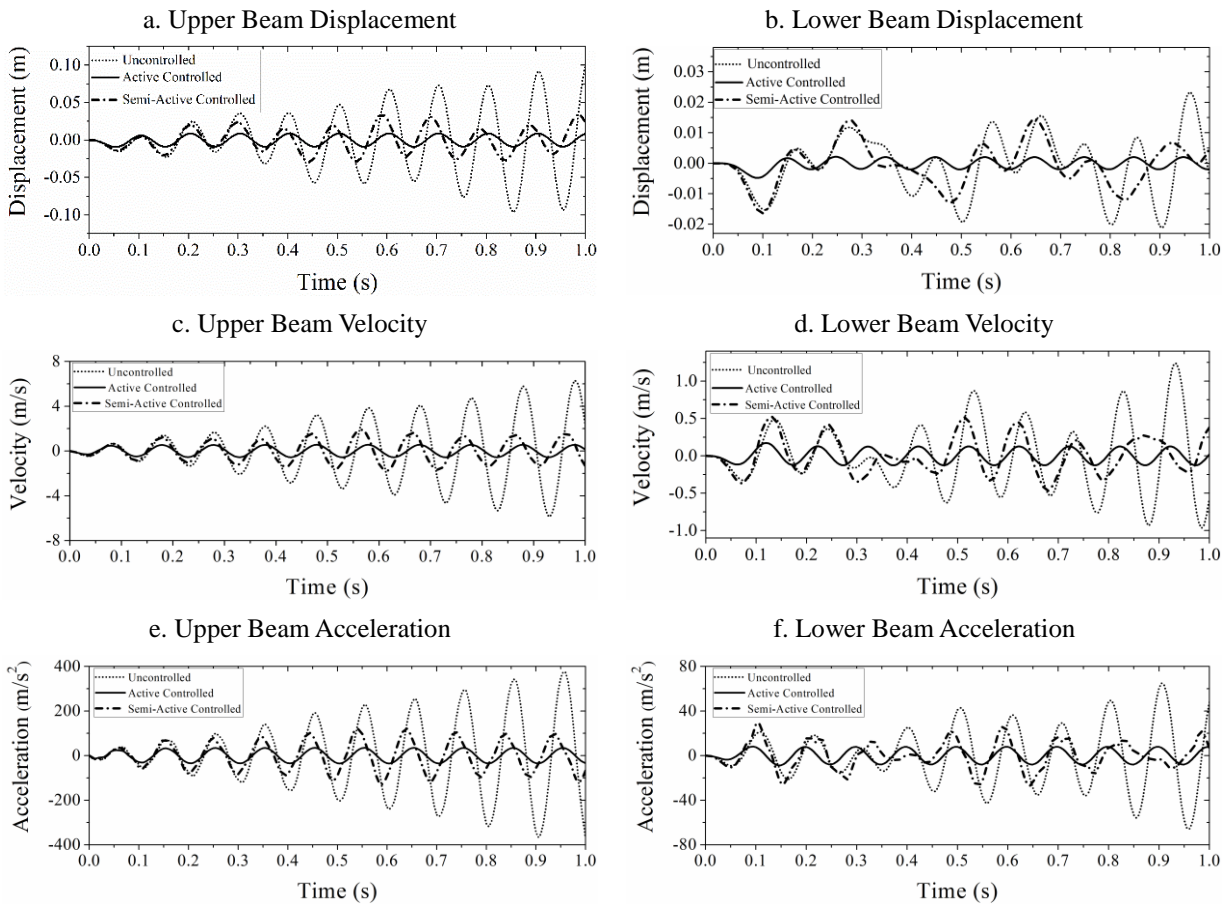 a. Upper Beam Displacement
Displacement (m)
0.10
0.05
0.00
-0.05
-0.10
Uncontrolled
Active Controlled
Semi-Active Controlled
0.0 0.1 0.2 0.3 0.4 0.5 0.6 0.7 0.8 0.9 1.0
Time (s)
b. Lower Beam Displacement
Displacement (m)
0.03
0.02
0.01
0.00
-0.01
-0.02
Uncontrolled
Active Controlled
Semi-Active Controlled
0.0 0.1 0.2 0.3 0.4 0.5 0.6 0.7 0.8 0.9 1.0
Time (s)
c. Upper Beam Velocity
Velocity (m/s)
8
4
0
-4
-8
Uncontrolled
Active Controlled
Semi-Active Controlled
0.0 0.1 0.2 0.3 0.4 0.5 0.6 0.7 0.8 0.9 1.0
Time (s)
d. Lower Beam Velocity
Velocity (m/s)
1.0
0.5
0.0
-0.5
-1.0
Uncontrolled
Active Controlled
Semi-Active Controlled
0.0 0.1 0.2 0.3 0.4 0.5 0.6 0.7 0.8 0.9 1.0
Time (s)
e. Upper Beam Acceleration
Acceleration (m/s²)
400
200
0
-200
-400
Uncontrolled
Active Controlled
Semi-Active Controlled
0.0 0.1 0.2 0.3 0.4 0.5 0.6 0.7 0.8 0.9 1.0
Time (s)
f. Lower Beam Acceleration
Acceleration (m/s²)
80
40
0
-40
-80
Uncontrolled
Active Controlled
Semi-Active Controlled
0.0 0.1 0.2 0.3 0.4 0.5 0.6 0.7 0.8 0.9 1.0
Time (s)